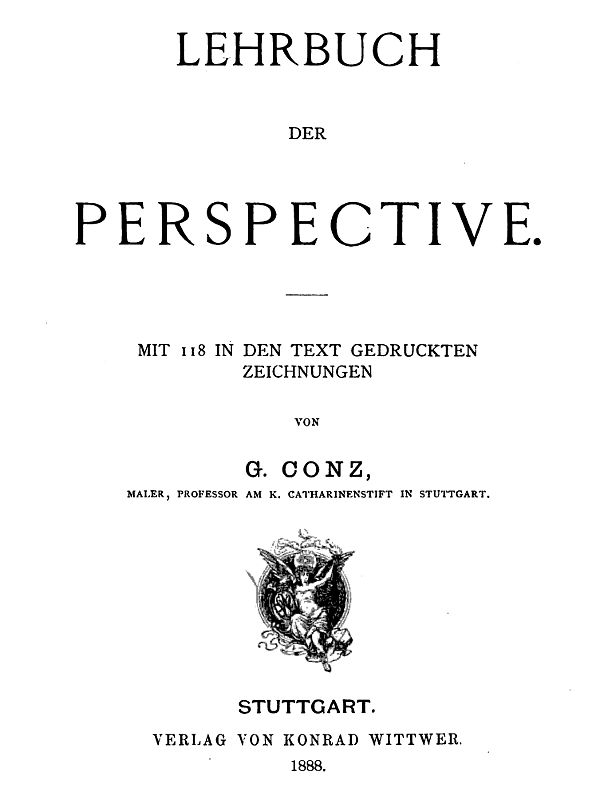 LEHRBUCH
DER
PERSPECTIVE.
MIT 118 IN DEN TEXT GEDRUCKTEN
ZEICHNUNGEN
VON
G. CONZ,
MALER, PROFESSOR AM K. CATHARINENSTIFT IN STUTTGART.
STUTTGART.
VERLAG VON KONRAD WITTWER.
1888.